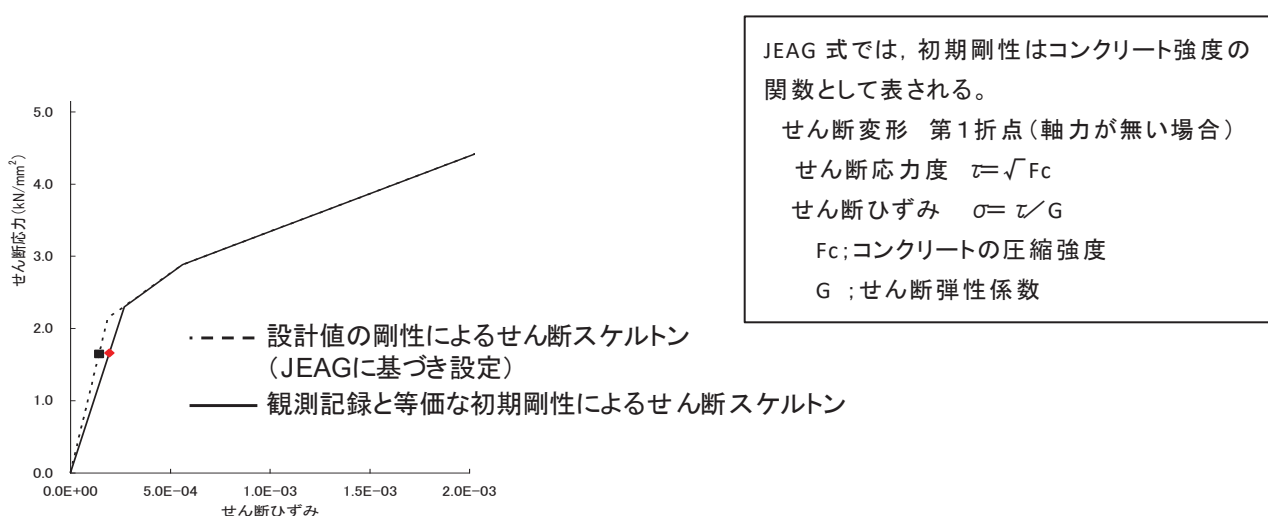 5.0
4.0
3.0
2.0
1.0
0.0
せん断応力(kN/mm²)
0.0E+00 5.0E-04 1.0E-03 1.5E-03 2.0E-03
せん断ひずみ
設計値の剛性によるせん断スケルトン
（JEAGに基づき設定）
観測記録と等価な初期剛性によるせん断スケルトン
JEAG 式では，初期剛性はコンクリート強度の
関数として表される。
せん断変形　第1折点（軸力が無い場合）
せん断応力度　τ=√Fc
せん断ひずみ　σ=τ/G
Fc；コンクリートの圧縮強度
G ；せん断弾性係数